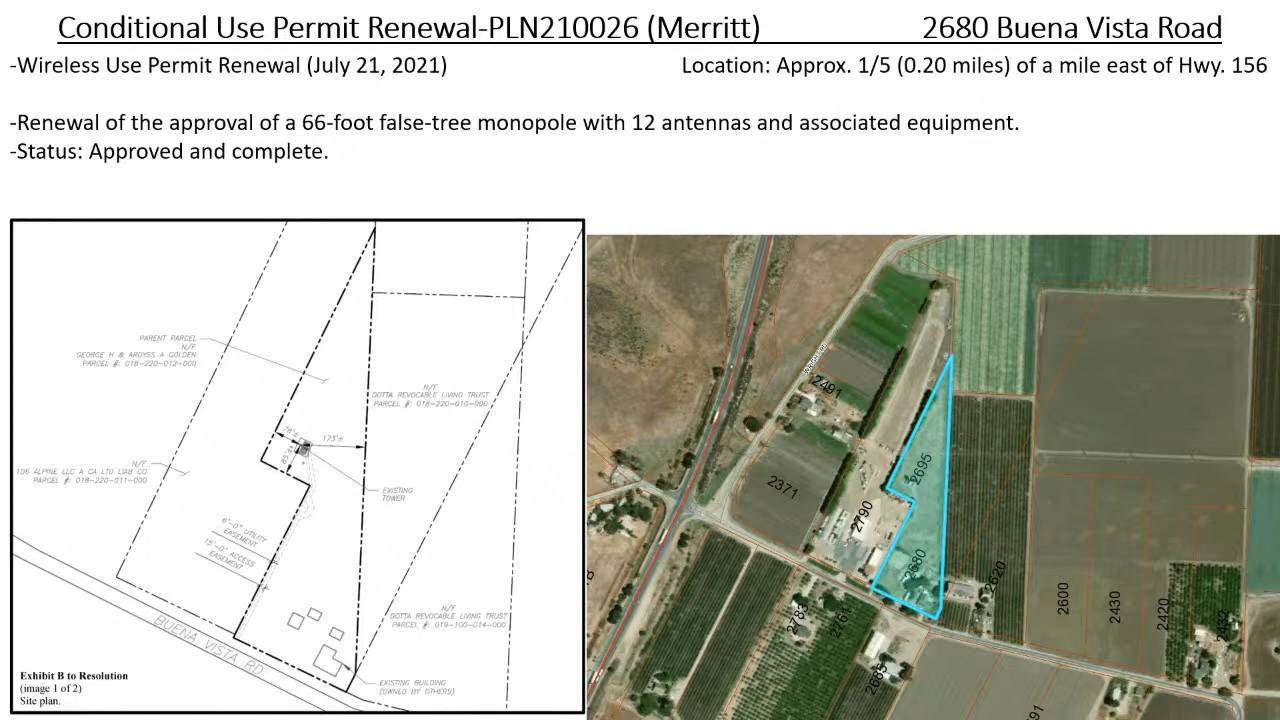 Conditional Use Permit Renewal-PLN210026 (Merritt) 2680 Buena Vista Road
-Wireless Use Permit Renewal (July 21, 2021) Location: Approx. 1/5 (0.20 miles) of a mile east of Hwy. 156
-Renewal of the approval of a 66-foot false-tree monopole with 12 antennas and associated equipment.
-Status: Approved and complete.
PARENT PARCEL
N/F
GEORGE H & ARDYSS A GOLDEN
PARCEL #: 018-220-012-000
N/F
DOTTA REVOCABLE LIVING TRUST
PARCEL #: 018-220-010-000
76'±
173'±
85'±
N/F
106 ALPINE LLC A CA LTD LIAB CO
PARCEL #: 018-220-011-000
EXISTING
TOWER
6'-0" UTILITY
EASEMENT
15'-0" ACCESS
EASEMENT
N/F
DOTTA REVOCABLE LIVING TRUST
PARCEL #: 019-100-014-000
BUENA VISTA RD
EXISTING BUILDING
(OWNED BY OTHERS)
Exhibit B to Resolution
(image 1 of 2)
Site plan.
2491
2695
2371
2790
2680
2620
2600
2430
2420
2783
2761
2685